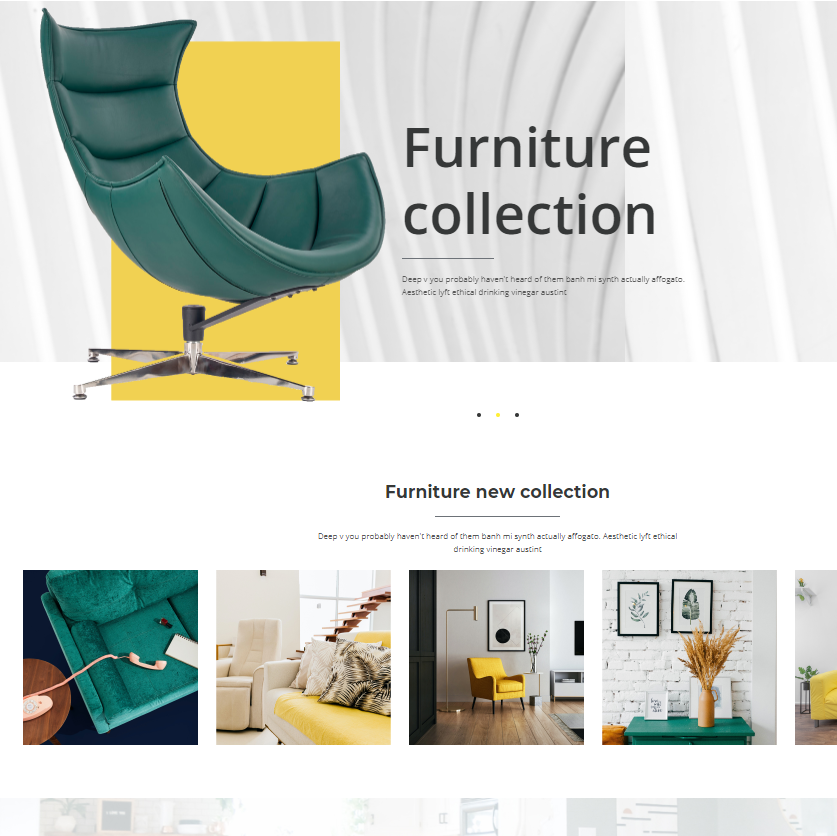 Furniture
collection
Deep v you probably haven't heard of them banh mi synth actually affogato.
Aesthetic lyft ethical drinking vinegar austint
Furniture new collection
Deep v you probably haven't heard of them banh mi synth actually affogato. Aesthetic lyft ethical
drinking vinegar austint